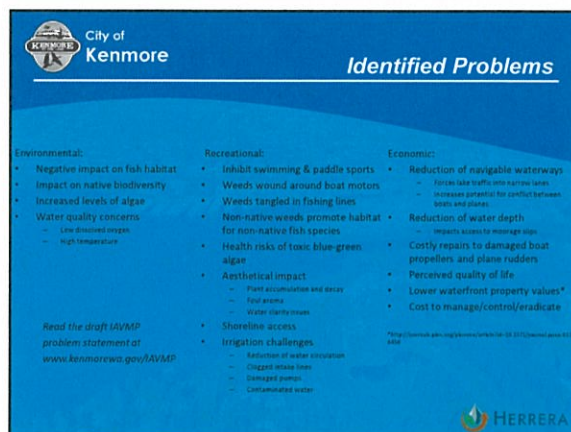 City of
Kenmore
KENMORE
Identified Problems
Environmental:
• Negative impact on fish habitat
• Impact on native biodiversity
• Increased levels of algae
• Water quality concerns
– Low dissolved oxygen
– High temperature
Read the draft IAVMP
problem statement at
www.kenmorewa.gov/IAVMP
Recreational:
• Inhibit swimming & paddle sports
• Weeds wound around boat motors
• Weeds tangled in fishing lines
• Non-native weeds promote habitat
for non-native fish species
• Health risks of toxic blue-green
algae
• Aesthetical impact
– Plant accumulation and decay
– Foul aroma
– Water clarity issues
• Shoreline access
• Irrigation challenges
– Reduction of water circulation
– Clogged intake lines
– Damaged pumps
– Contaminated water
Economic:
• Reduction of navigable waterways
– Forces lake traffic into narrow lanes
– Increases potential for conflict between
boats and planes
• Reduction of water depth
– Impacts access to moorage slips
• Costly repairs to damaged boat
propellers and plane rudders
• Perceived quality of life
• Lower waterfront property values*
• Cost to manage/control/eradicate
HERRERA